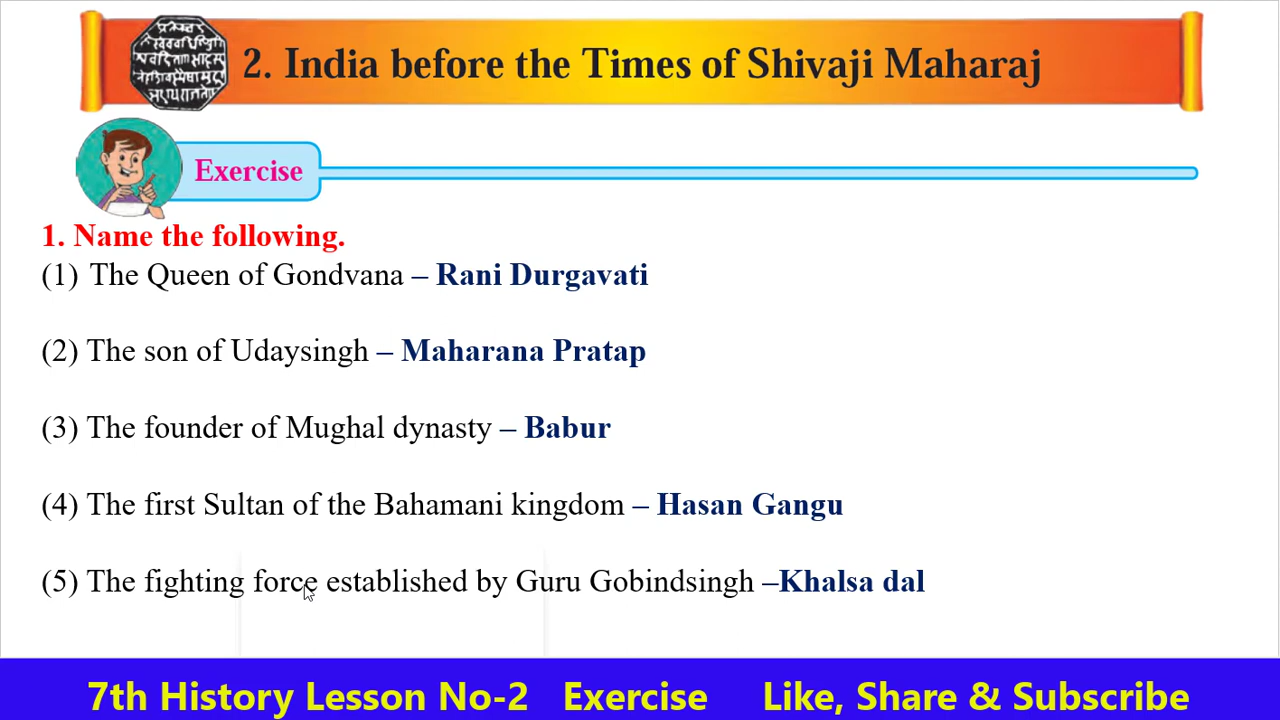 2. India before the Times of Shivaji Maharaj
Exercise
1. Name the following.
(1) The Queen of Gondvana – Rani Durgavati
(2) The son of Udaysingh – Maharana Pratap
(3) The founder of Mughal dynasty – Babur
(4) The first Sultan of the Bahamani kingdom – Hasan Gangu
(5) The fighting force established by Guru Gobindsingh –Khalsa dal
7th History Lesson No-2 Exercise Like, Share & Subscribe